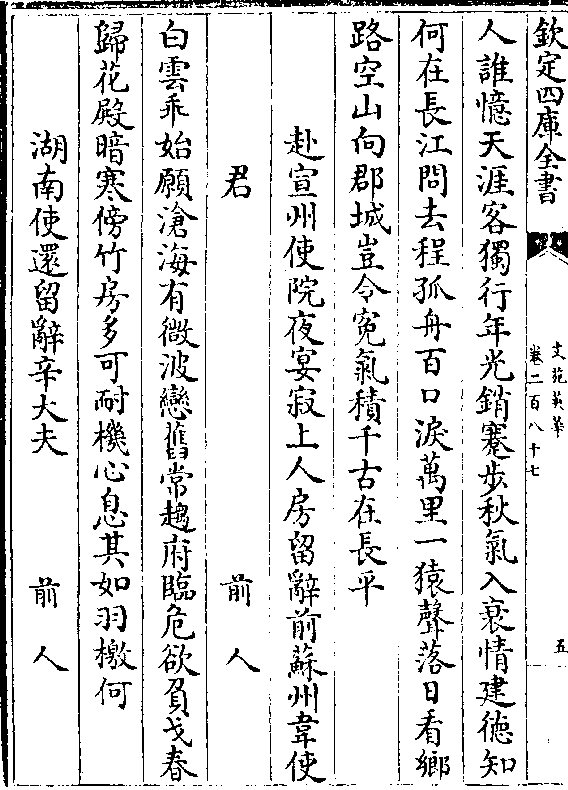 欽定四庫全書
文苑英華
卷二百八十七
五
人誰憶天涯客獨行年光銷蹇步秋氣入衰情建德知
何在長江問去程孤舟百口淚萬里一猿聲落日看鄉
路空山向郡城豈令寃氣積千古在長平
赴宣州使院夜宴寂上人房留辭前蘇州韋使
君　前人
白雲乖始願滄海有微波戀舊常趨府臨危欲負戈春
歸花殿暗寒傍竹房多可耐機心息其如羽檄何
湖南使還留辭辛大夫　前人